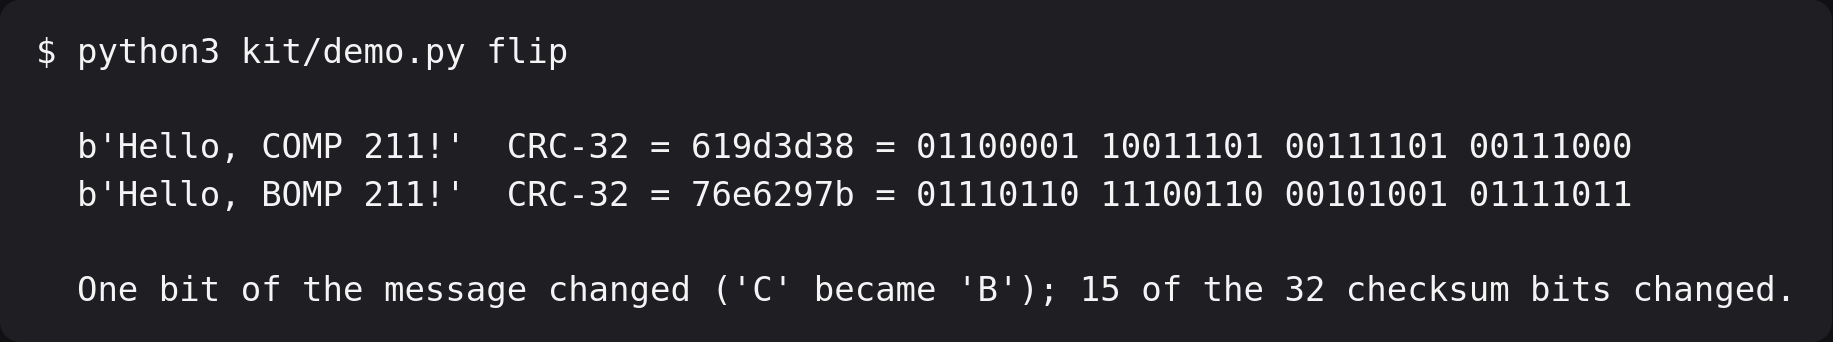 $ python3 kit/demo.py flip
b'Hello, COMP 211!'  CRC-32 = 619d3d38 = 01100001 10011101 00111101 00111000
b'Hello, BOMP 211!'  CRC-32 = 76e6297b = 01110110 11100110 00101001 01111011
One bit of the message changed ('C' became 'B'); 15 of the 32 checksum bits changed.